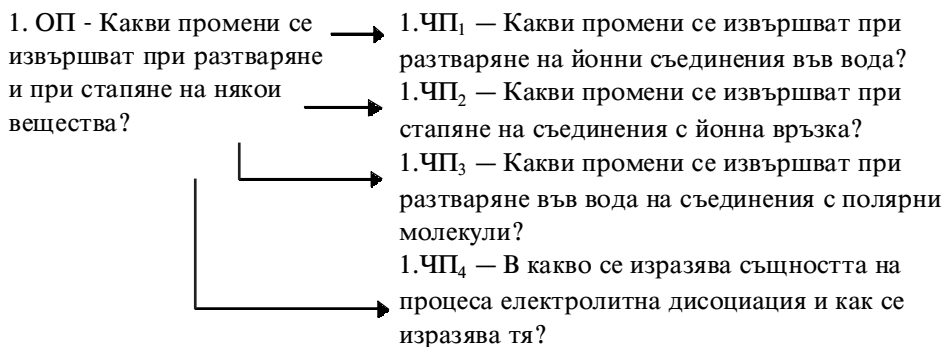 1. ОП - Какви промени се
извършват при разтваряне
и при стапяне на някои
вещества?
1.ЧП₁ — Какви промени се извършват при
разтваряне на йонни съединения във вода?
1.ЧП₂ — Какви промени се извършват при
стапяне на съединения с йонна връзка?
1.ЧП₃ — Какви промени се извършват при
разтваряне във вода на съединения с полярни
молекули?
1.ЧП₄ — В какво се изразява същността на
процеса електролитна дисоциация и как се
изразява тя?